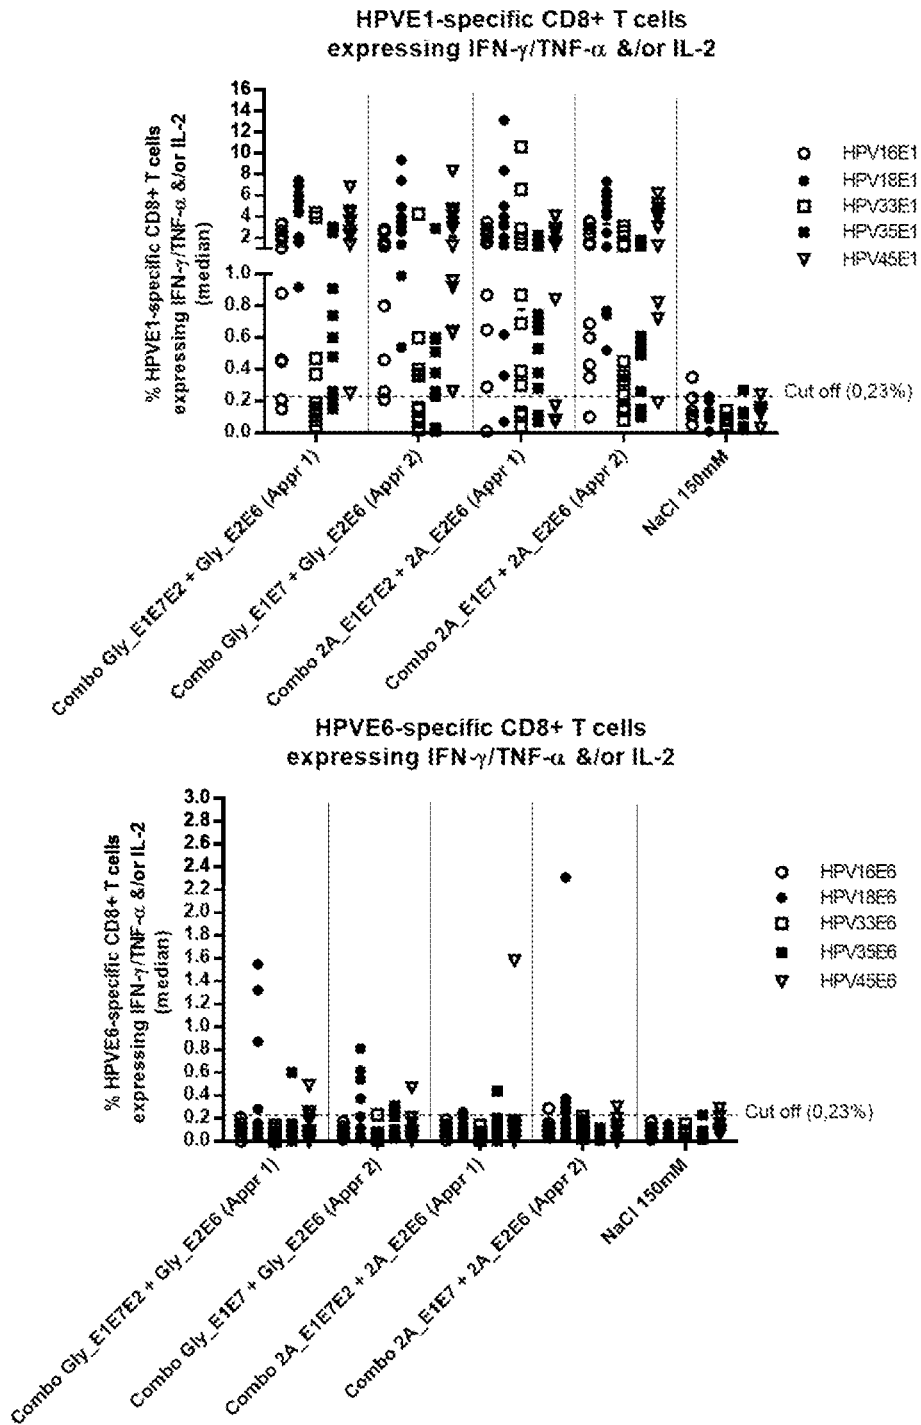 HPVE1-specific CD8+ T cells
expressing IFN-γ/TNF-α &/or IL-2
% HPVE1-specific CD8+ T cells
expressing IFN-γ/TNF-α &/or IL-2
(median)
16
14
12
10
8
6
4
2
1.0
0.8
0.6
0.4
0.2
0.0
HPV16E1
HPV18E1
HPV33E1
HPV35E1
HPV45E1
Cut off (0,23%)
Combo Gly_E1E7E2 + Gly_E2E6 (Appr 1)
Combo Gly_E1E7 + Gly_E2E6 (Appr 2)
Combo 2A_E1E7E2 + 2A_E2E6 (Appr 1)
Combo 2A_E1E7 + 2A_E2E6 (Appr 2)
NaCl 150mM
HPVE6-specific CD8+ T cells
expressing IFN-γ/TNF-α &/or IL-2
% HPVE6-specific CD8+ T cells
expressing IFN-γ/TNF-α &/or IL-2
(median)
3.0
2.8
2.6
2.4
2.2
2.0
1.8
1.6
1.4
1.2
1.0
0.8
0.6
0.4
0.2
0.0
HPV16E6
HPV18E6
HPV33E6
HPV35E6
HPV45E6
Cut off (0,23%)
Combo Gly_E1E7E2 + Gly_E2E6 (Appr 1)
Combo Gly_E1E7 + Gly_E2E6 (Appr 2)
Combo 2A_E1E7E2 + 2A_E2E6 (Appr 1)
Combo 2A_E1E7 + 2A_E2E6 (Appr 2)
NaCl 150mM